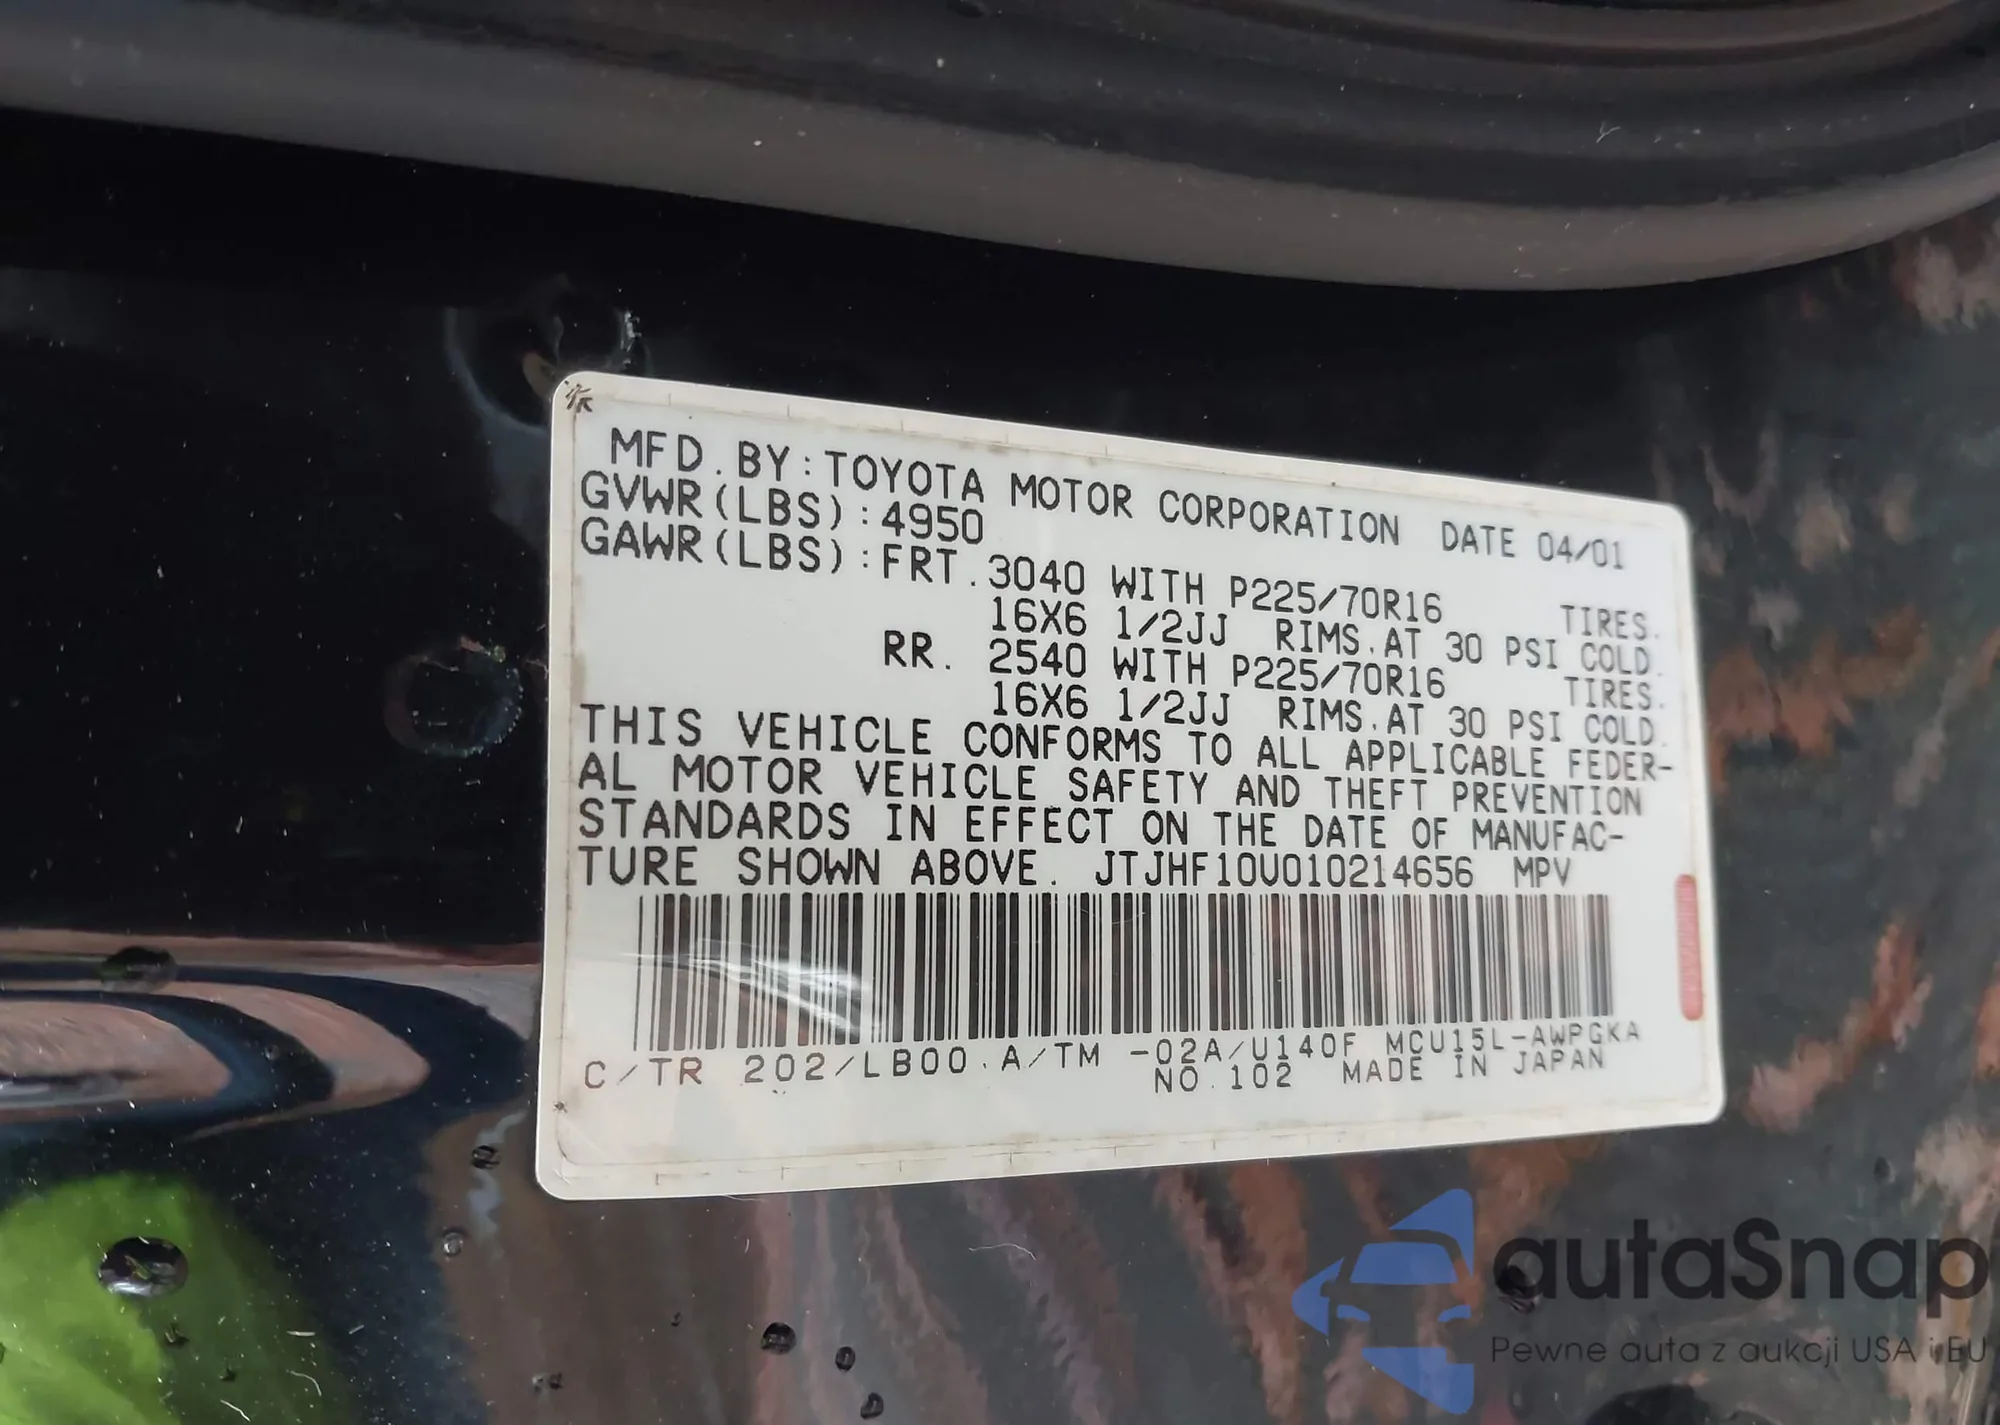 MFD.BY:TOYOTA MOTOR CORPORATION DATE 04/01
GVWR(LBS):4950
GAWR(LBS):FRT.3040 WITH P225/70R16 TIRES.
16X6 1/2JJ RIMS.AT 30 PSI COLD.
RR. 2540 WITH P225/70R16 TIRES.
16X6 1/2JJ RIMS.AT 30 PSI COLD.
THIS VEHICLE CONFORMS TO ALL APPLICABLE FEDER-
AL MOTOR VEHICLE SAFETY AND THEFT PREVENTION
STANDARDS IN EFFECT ON THE DATE OF MANUFAC-
TURE SHOWN ABOVE. JTJHF10U010214656 MPV
C/TR 202/LB00.A/TM -02A/U140F MCU15L-AWPGKA
NO.102 MADE IN JAPAN
autaSnap
Pewne auta z aukcji USA i EU